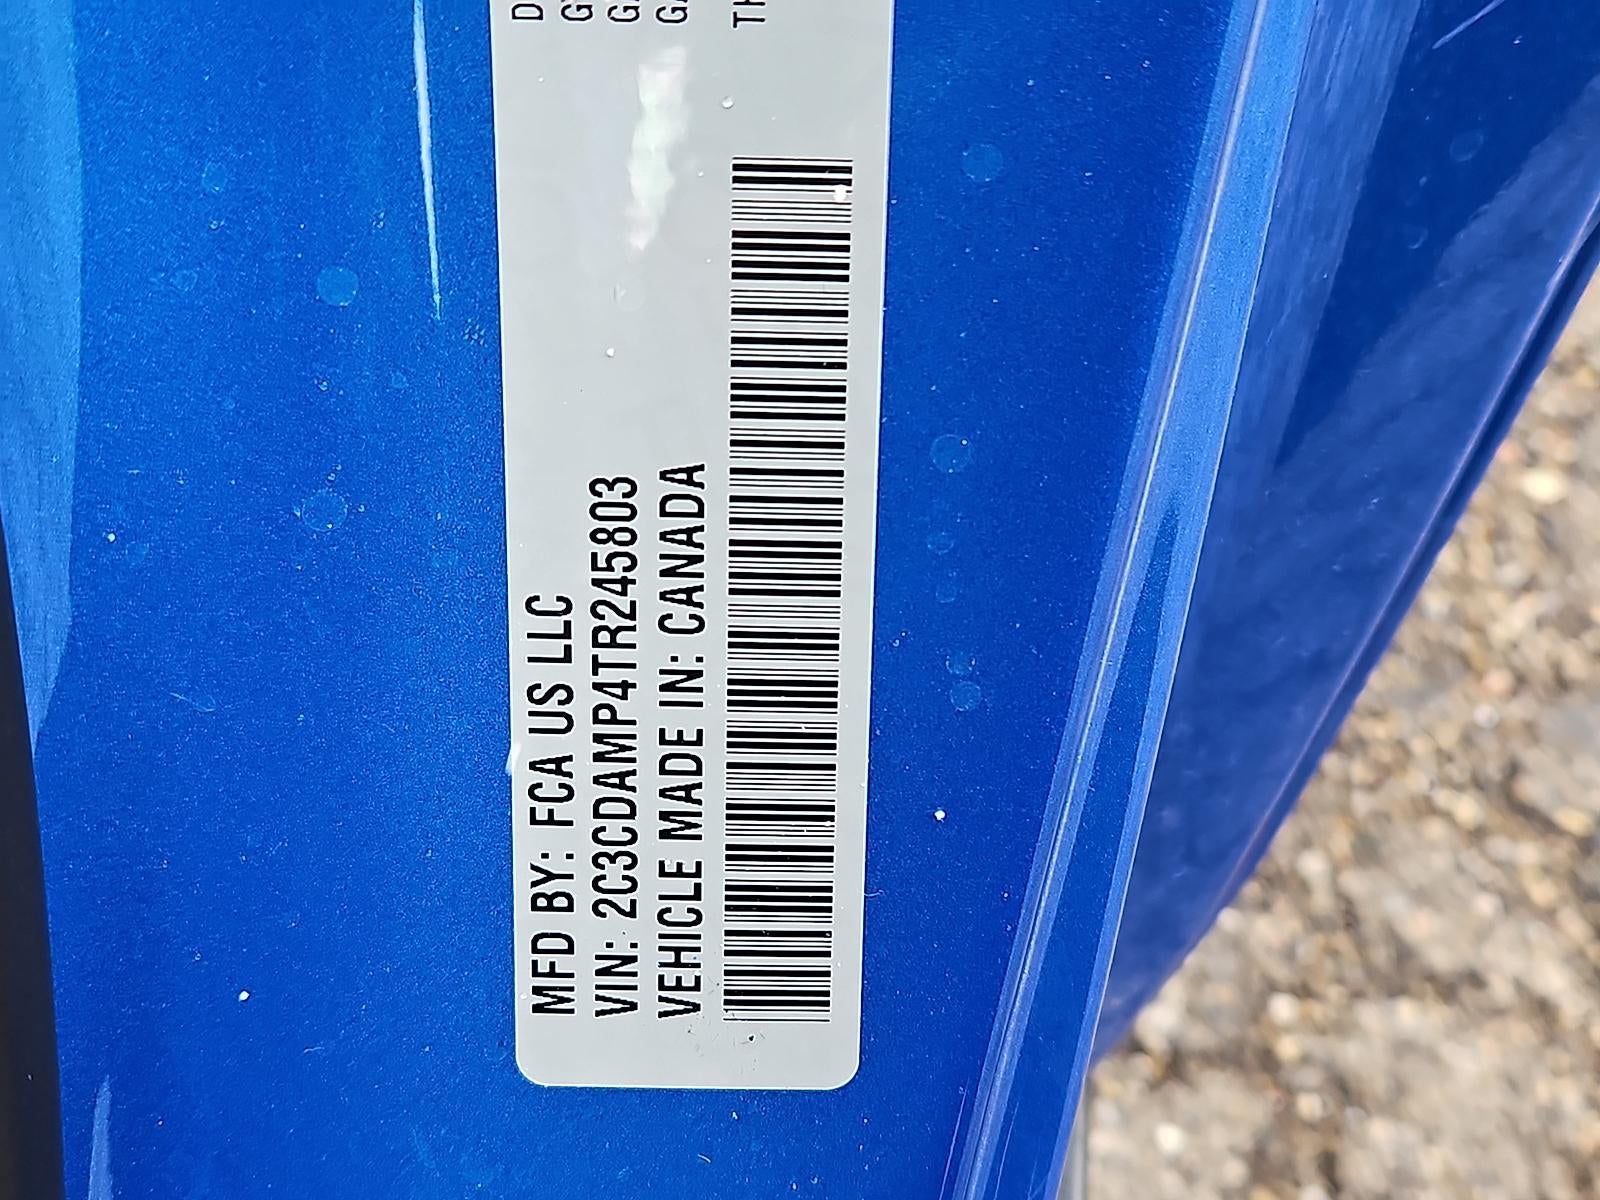 MFD BY: FCA US LLC
VIN: 2C3CDAMP4TR245803
VEHICLE MADE IN: CANADA